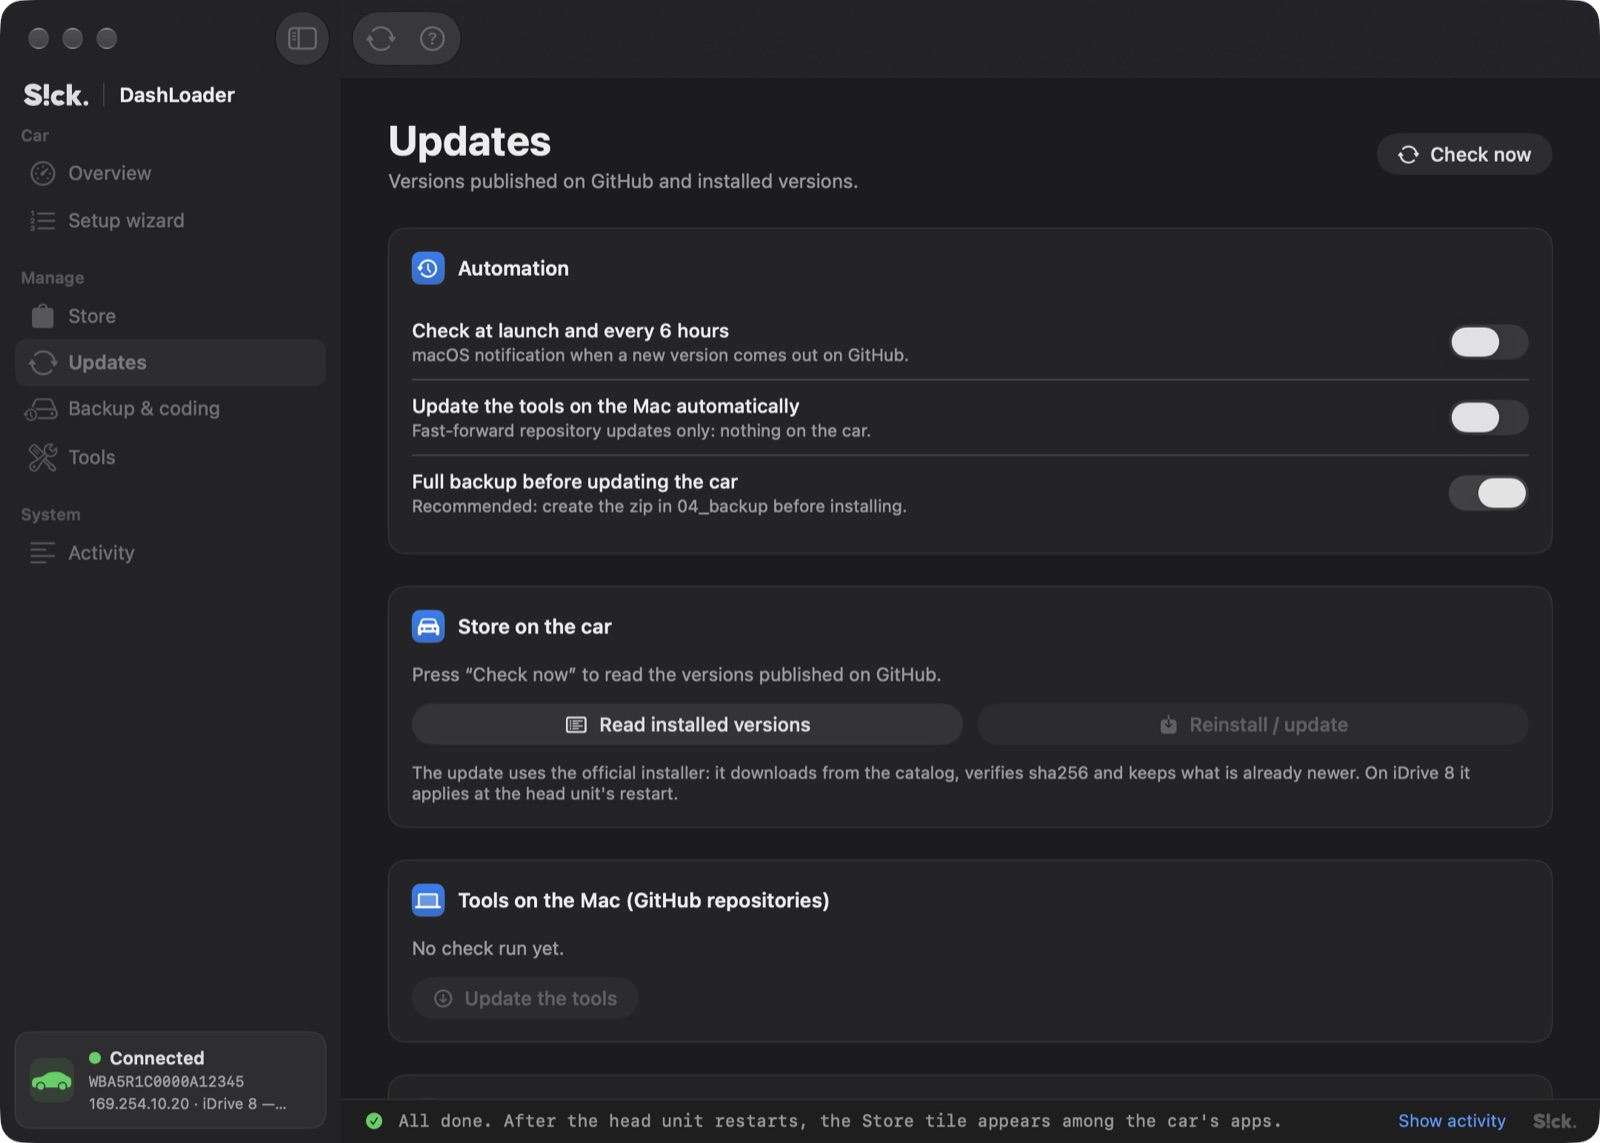 S!ck.
DashLoader
Car
Overview
Setup wizard
Manage
Store
Updates
Backup & coding
Tools
System
Activity
Connected
WBA5R1C0000A12345
169.254.10.20 · iDrive 8 —...
Updates
Versions published on GitHub and installed versions.
Check now
Automation
Check at launch and every 6 hours
macOS notification when a new version comes out on GitHub.
Update the tools on the Mac automatically
Fast-forward repository updates only: nothing on the car.
Full backup before updating the car
Recommended: create the zip in 04_backup before installing.
Store on the car
Press “Check now” to read the versions published on GitHub.
Read installed versions
Reinstall / update
The update uses the official installer: it downloads from the catalog, verifies sha256 and keeps what is already newer. On iDrive 8 it
applies at the head unit's restart.
Tools on the Mac (GitHub repositories)
No check run yet.
Update the tools
All done. After the head unit restarts, the Store tile appears among the car's apps.
Show activity
S!ck.